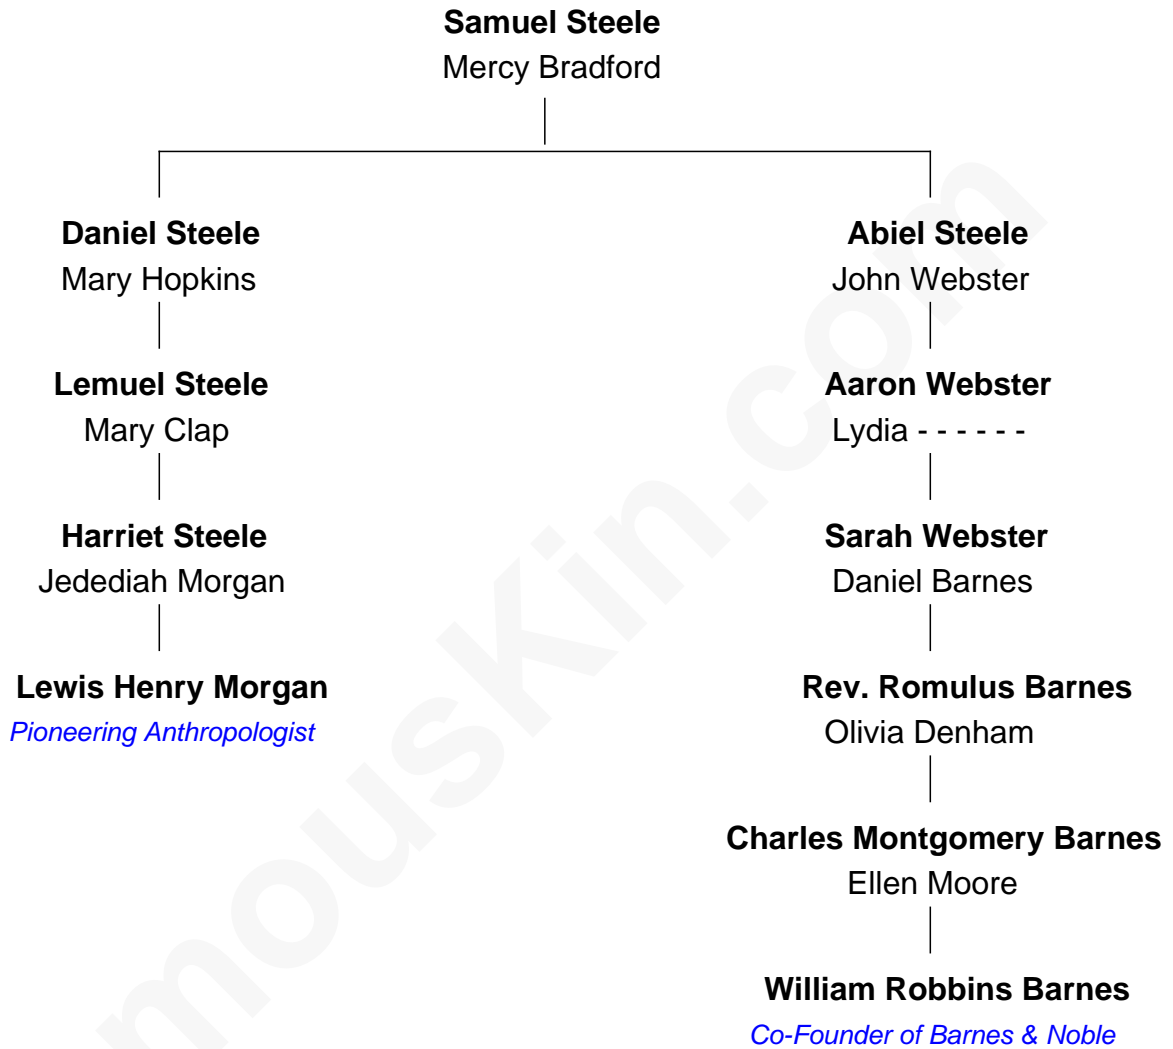 Samuel Steele
Mercy Bradford
Daniel Steele
Mary Hopkins
Abiel Steele
John Webster
Lemuel Steele
Mary Clap
Aaron Webster
Lydia - - - - - -
Harriet Steele
Jedediah Morgan
Sarah Webster
Daniel Barnes
Lewis Henry Morgan
Pioneering Anthropologist
Rev. Romulus Barnes
Olivia Denham
Charles Montgomery Barnes
Ellen Moore
William Robbins Barnes
Co-Founder of Barnes & Noble
mouskin.com